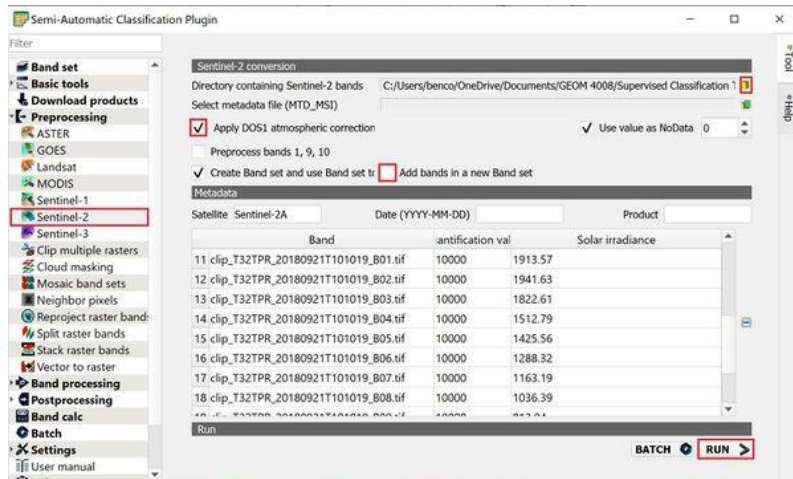 Semi-Automatic Classification Plugin
Filter
Band set
Basic tools
Download products
Preprocessing
ASTER
GOES
Landsat
MODIS
Sentinel-1
Sentinel-2
Sentinel-3
Clip multiple rasters
Cloud masking
Mosaic band sets
Neighbor pixels
Reproject raster band
Split raster bands
Stack raster bands
Vector to raster
Band processing
Postprocessing
Band calc
Batch
Settings
User manual
Sentinel-2 conversion
Directory containing Sentinel-2 bands C:/Users/benco/OneDrive/Documents/GEOM 4008/Supervised Classification T
Select metadata file (MTD_MSI)
Apply DOS1 atmospheric correction Use value as NoData 0
Preprocess bands 1, 9, 10
Create Band set and use Band set to Add bands in a new Band set
Metadata
Satellite Sentinel-2A Date (YYYY-MM-DD) Product
Band antification val Solar irradiance
11 clip_T32TPR_20180921T101019_B01.tif 10000 1913.57
12 clip_T32TPR_20180921T101019_B02.tif 10000 1941.63
13 clip_T32TPR_20180921T101019_B03.tif 10000 1822.61
14 clip_T32TPR_20180921T101019_B04.tif 10000 1512.79
15 clip_T32TPR_20180921T101019_B05.tif 10000 1425.56
16 clip_T32TPR_20180921T101019_B06.tif 10000 1288.32
17 clip_T32TPR_20180921T101019_B07.tif 10000 1163.19
18 clip_T32TPR_20180921T101019_B08.tif 10000 1036.39
Run
BATCH RUN
Tool
Help